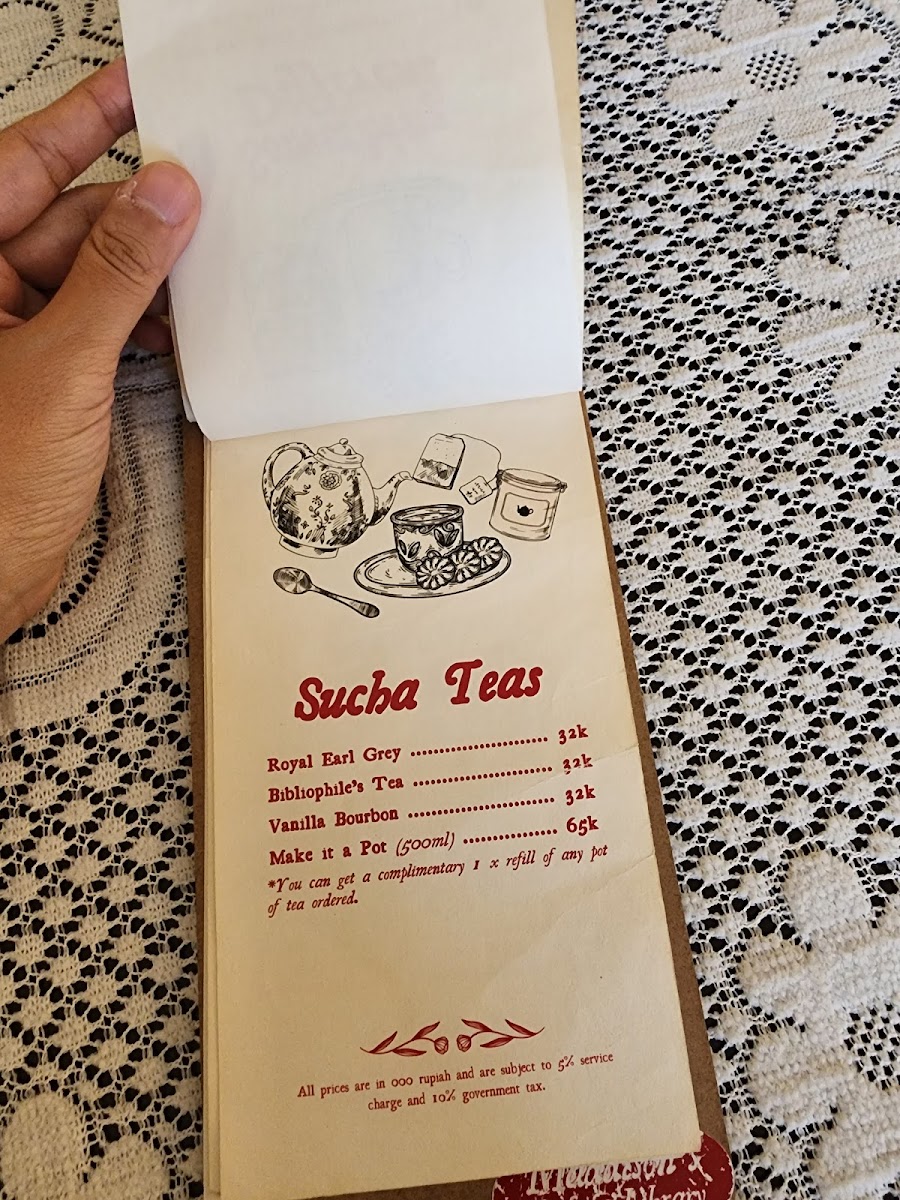 Sucha Teas
Royal Earl Grey ........................ 32k
Bibliophile's Tea ........................ 32k
Vanilla Bourbon ......................... 32k
Make it a Pot (500ml) ................ 65k
*You can get a complimentary 1 x refill of any pot
of tea ordered.
All prices are in 000 rupiah and are subject to 5% service
charge and 10% government tax.